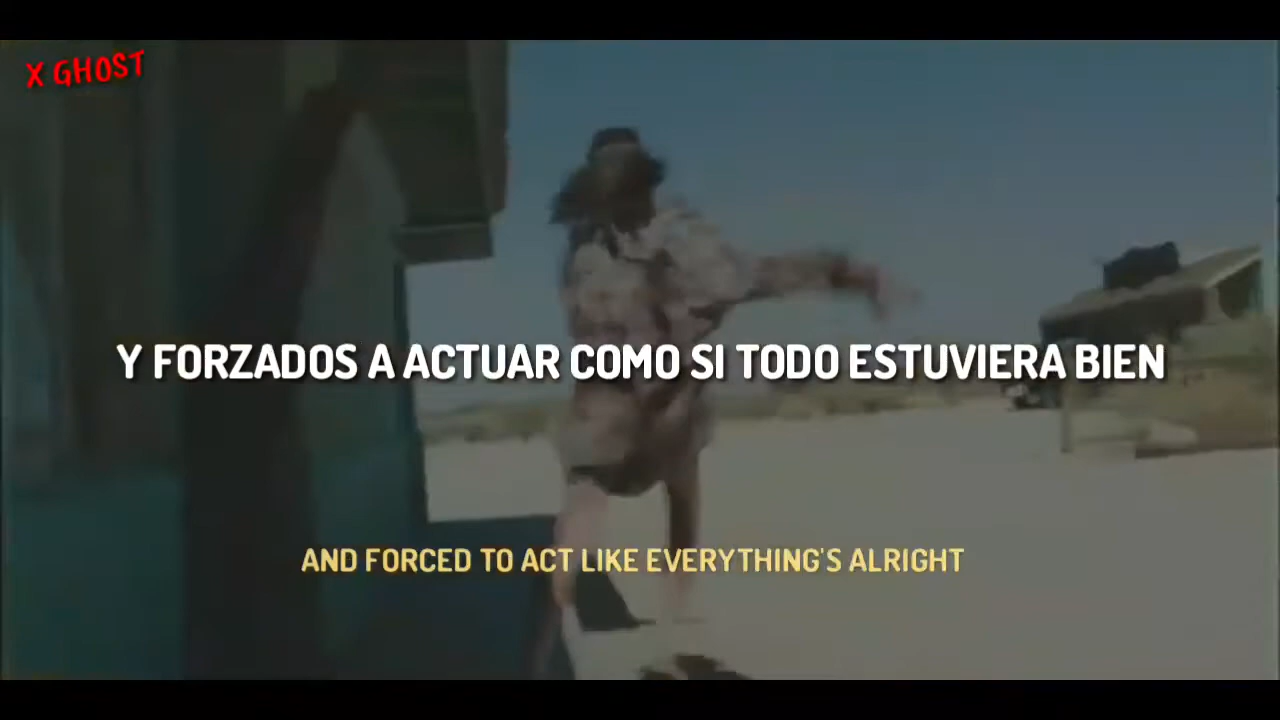 X GHOST
Y FORZADOS A ACTUAR COMO SI TODO ESTUVIERA BIEN
AND FORCED TO ACT LIKE EVERYTHING'S ALRIGHT